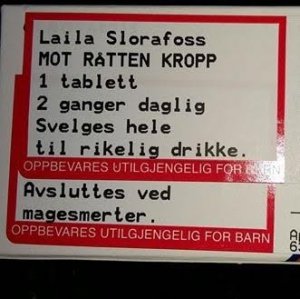 Laila Slorafoss
MOT RÅTTEN KROPP
1 tablett
2 ganger daglig
Svelges hele
til rikelig drikke.
OPPBEVARES UTILGJENGELIG FOR BARN
Avsluttes ved
magesmerter.
OPPBEVARES UTILGJENGELIG FOR BARN